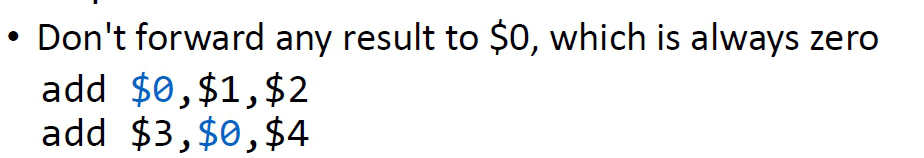 • Don't forward any result to $0, which is always zero
add $0,$1,$2
add $3,$0,$4